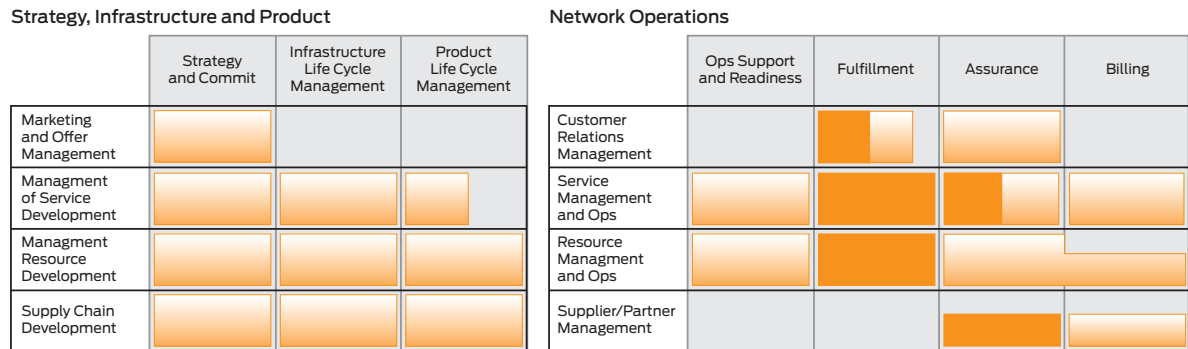 Strategy, Infrastructure and Product
Strategy
and Commit
Infrastructure
Life Cycle
Management
Product
Life Cycle
Management
Marketing
and Offer
Management
Managment
of Service
Development
Managment
Resource
Development
Supply Chain
Development
Network Operations
Ops Support
and Readiness
Fulfillment
Assurance
Billing
Customer
Relations
Management
Service
Management
and Ops
Resource
Managment
and Ops
Supplier/Partner
Management